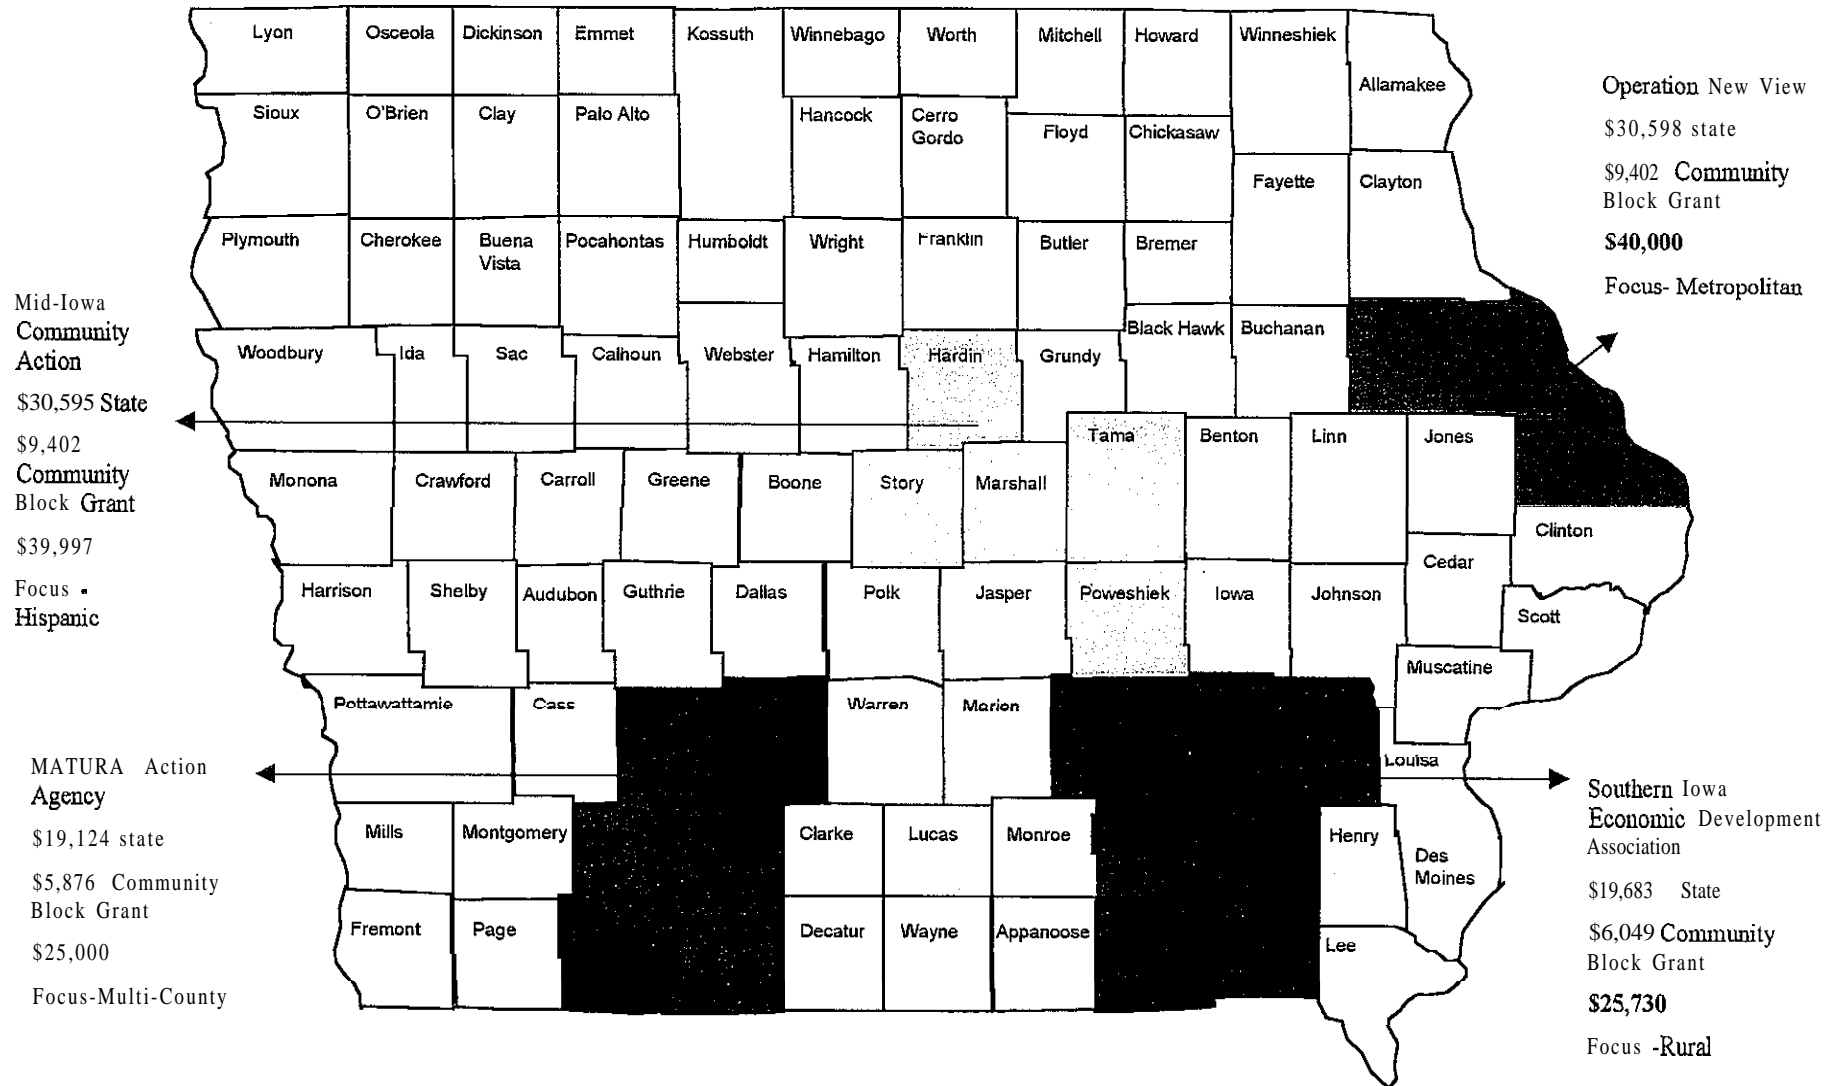 Lyon
Osceola
Dickinson
Emmet
Kossuth
Winnebago
Worth
Mitchell
Howard
Winneshiek
Allamakee
Sioux
O'Brien
Clay
Palo Alto
Hancock
Cerro
Gordo
Floyd
Chickasaw
Fayette
Clayton
Plymouth
Cherokee
Buena
Vista
Pocahontas
Humboldt
Wright
Franklin
Butler
Bremer
Black Hawk
Buchanan
Woodbury
Ida
Sac
Calhoun
Webster
Hamilton
Hardin
Grundy
Tama
Benton
Linn
Jones
Monona
Crawford
Carroll
Greene
Boone
Story
Marshall
Clinton
Cedar
Harrison
Shelby
Audubon
Guthrie
Dallas
Polk
Jasper
Poweshiek
Iowa
Johnson
Scott
Muscatine
Pottawattamie
Cass
Warren
Marion
Louisa
Mills
Montgomery
Clarke
Lucas
Monroe
Henry
Des
Moines
Fremont
Page
Decatur
Wayne
Appanoose
Lee
Operation New View
$30,598 state
$9,402 Community
Block Grant
$40,000
Focus- Metropolitan
Mid-Iowa
Community
Action
$30,595 State
$9,402
Community
Block Grant
$39,997
Focus -
Hispanic
MATURA Action
Agency
$19,124 state
$5,876 Community
Block Grant
$25,000
Focus-Multi-County
Southern Iowa
Economic Development
Association
$19,683 State
$6,049 Community
Block Grant
$25,730
Focus -Rural